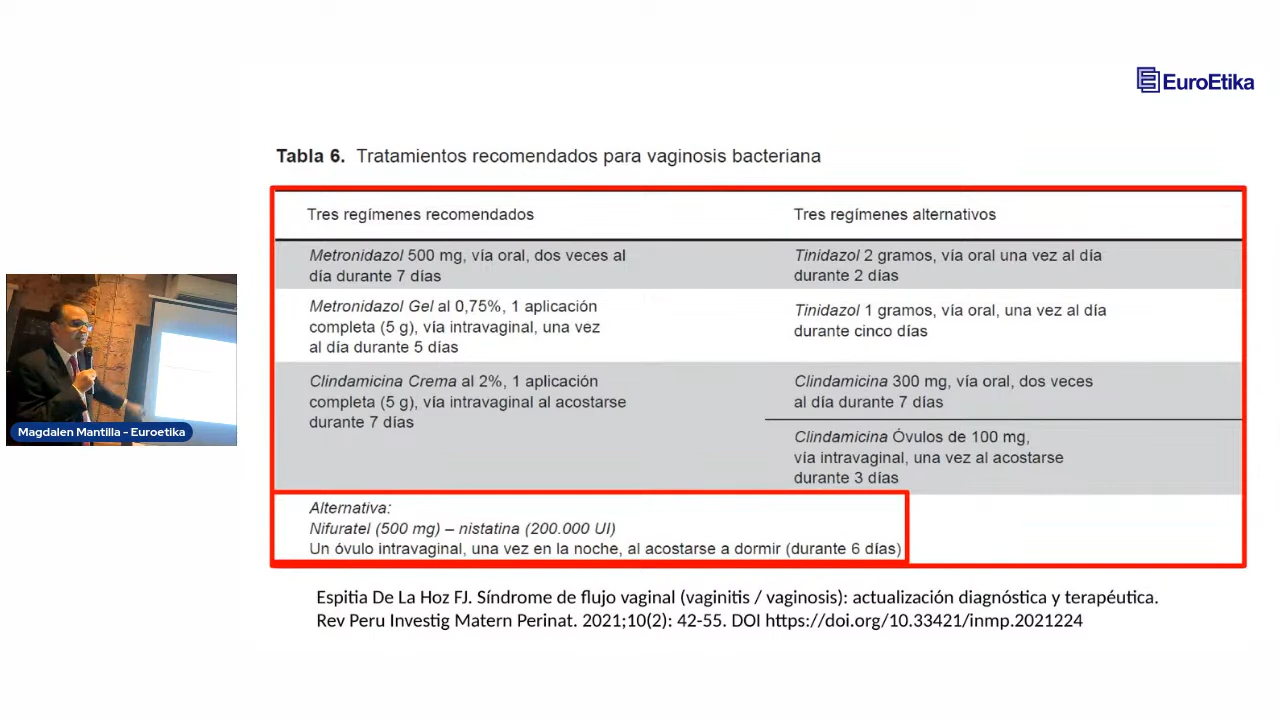 EuroEtika
Tabla 6. Tratamientos recomendados para vaginosis bacteriana
Tres regímenes recomendados
Tres regímenes alternativos
Metronidazol 500 mg, vía oral, dos veces al
día durante 7 días
Tinidazol 2 gramos, vía oral una vez al día
durante 2 días
Metronidazol Gel al 0,75%, 1 aplicación
completa (5 g), vía intravaginal, una vez
al día durante 5 días
Tinidazol 1 gramos, vía oral, una vez al día
durante cinco días
Clindamicina Crema al 2%, 1 aplicación
completa (5 g), vía intravaginal al acostarse
durante 7 días
Clindamicina 300 mg, vía oral, dos veces
al día durante 7 días
Clindamicina Óvulos de 100 mg,
vía intravaginal, una vez al acostarse
durante 3 días
Alternativa:
Nifuratel (500 mg) – nistatina (200.000 UI)
Un óvulo intravaginal, una vez en la noche, al acostarse a dormir (durante 6 días)
Espitia De La Hoz FJ. Síndrome de flujo vaginal (vaginitis / vaginosis): actualización diagnóstica y terapéutica.
Rev Peru Investig Matern Perinat. 2021;10(2): 42-55. DOI https://doi.org/10.33421/inmp.2021224
Magdalen Mantilla - Euroetika